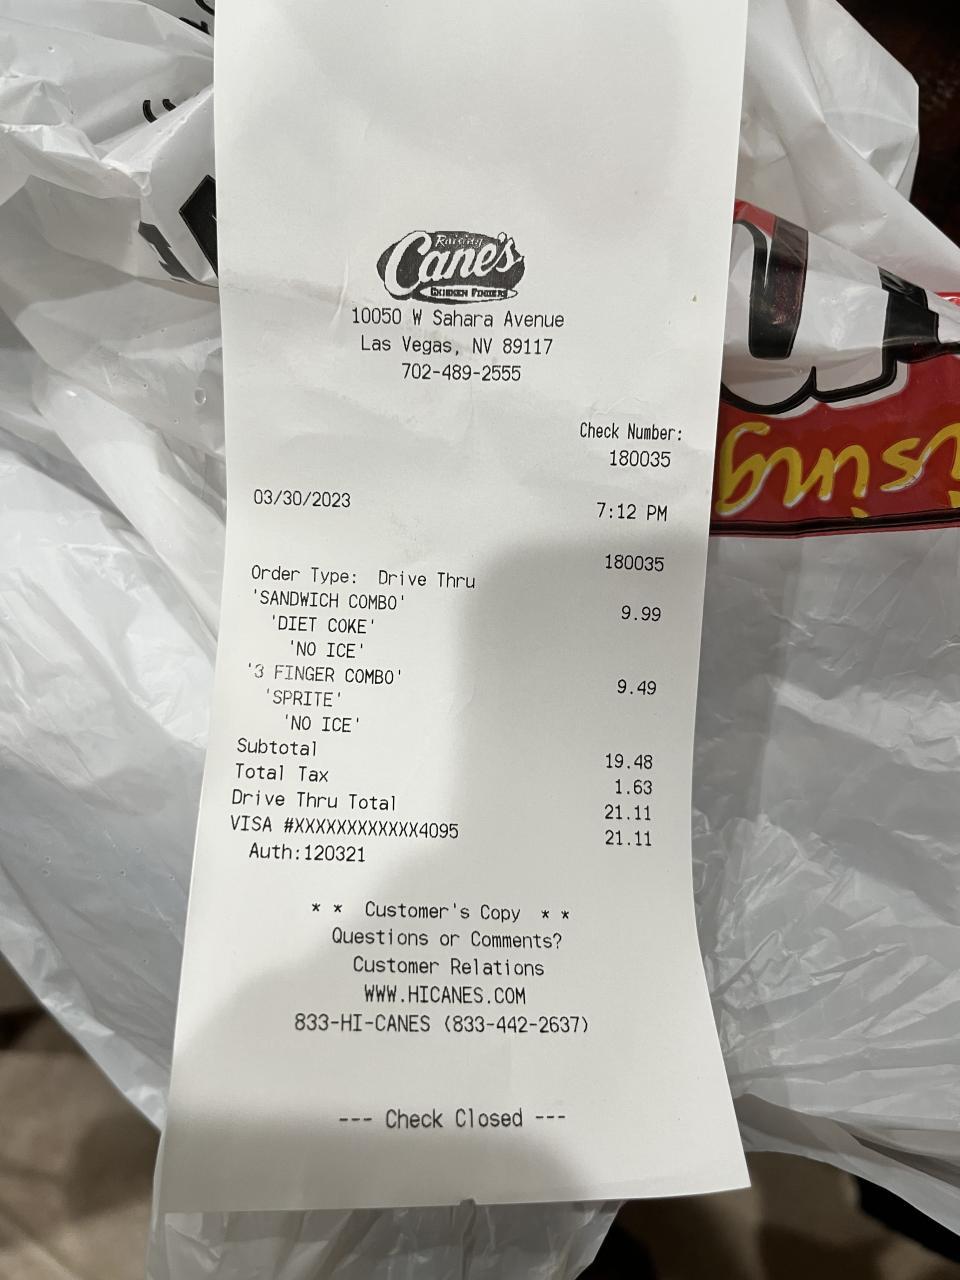 Raising
Cane's
CHICKEN FINGERS
10050 W Sahara Avenue
Las Vegas, NV 89117
702-489-2555
Check Number:
180035
03/30/2023 7:12 PM
180035
Order Type: Drive Thru
'SANDWICH COMBO' 9.99
'DIET COKE'
'NO ICE'
'3 FINGER COMBO' 9.49
'SPRITE'
'NO ICE'
Subtotal 19.48
Total Tax 1.63
Drive Thru Total 21.11
VISA #XXXXXXXXXXXX4095 21.11
Auth:120321
* * Customer's Copy * *
Questions or Comments?
Customer Relations
WWW.HICANES.COM
833-HI-CANES (833-442-2637)
--- Check Closed ---